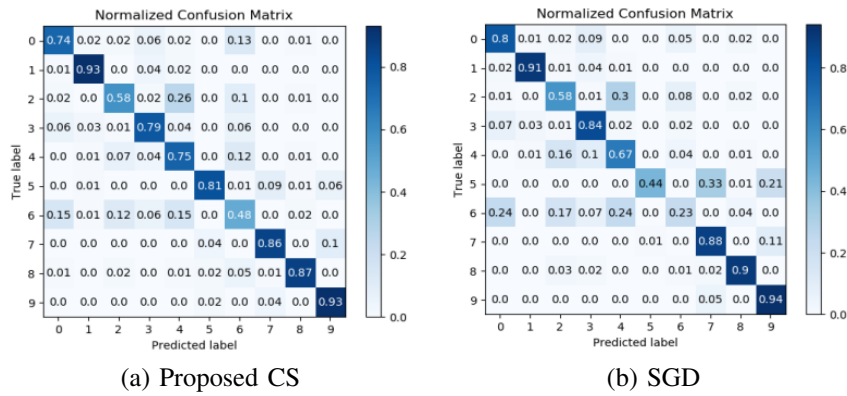 Normalized Confusion Matrix
0 0.74 0.02 0.02 0.06 0.02 0.0 0.13 0.0 0.01 0.0
1 0.01 0.93 0.0 0.04 0.02 0.0 0.0 0.0 0.0 0.0
2 0.02 0.0 0.58 0.02 0.26 0.0 0.1 0.0 0.01 0.0
3 0.06 0.03 0.01 0.79 0.04 0.0 0.06 0.0 0.0 0.0
4 0.0 0.01 0.07 0.04 0.75 0.0 0.12 0.0 0.01 0.0
5 0.0 0.01 0.0 0.0 0.0 0.81 0.01 0.09 0.01 0.06
6 0.15 0.01 0.12 0.06 0.15 0.0 0.48 0.0 0.02 0.0
7 0.0 0.0 0.0 0.0 0.0 0.04 0.0 0.86 0.0 0.1
8 0.01 0.0 0.02 0.0 0.01 0.02 0.05 0.01 0.87 0.0
9 0.0 0.0 0.0 0.0 0.0 0.02 0.0 0.04 0.0 0.93
0 1 2 3 4 5 6 7 8 9
True label
Predicted label
0.8
0.6
0.4
0.2
0.0
(a) Proposed CS
Normalized Confusion Matrix
0 0.8 0.0 0.02 0.09 0.0 0.0 0.05 0.0 0.02 0.0
1 0.02 0.91 0.01 0.04 0.01 0.0 0.0 0.0 0.0 0.0
2 0.01 0.0 0.58 0.01 0.3 0.0 0.08 0.0 0.02 0.0
3 0.07 0.03 0.01 0.84 0.02 0.0 0.02 0.0 0.0 0.0
4 0.0 0.01 0.16 0.1 0.67 0.0 0.04 0.0 0.01 0.0
5 0.0 0.0 0.0 0.0 0.0 0.44 0.0 0.33 0.01 0.21
6 0.24 0.0 0.17 0.07 0.24 0.0 0.23 0.0 0.04 0.0
7 0.0 0.0 0.0 0.0 0.0 0.01 0.0 0.88 0.0 0.11
8 0.0 0.0 0.03 0.02 0.0 0.0 0.01 0.02 0.9 0.0
9 0.0 0.0 0.0 0.0 0.0 0.0 0.0 0.05 0.0 0.94
0 1 2 3 4 5 6 7 8 9
True label
Predicted label
0.8
0.6
0.4
0.2
0.0
(b) SGD